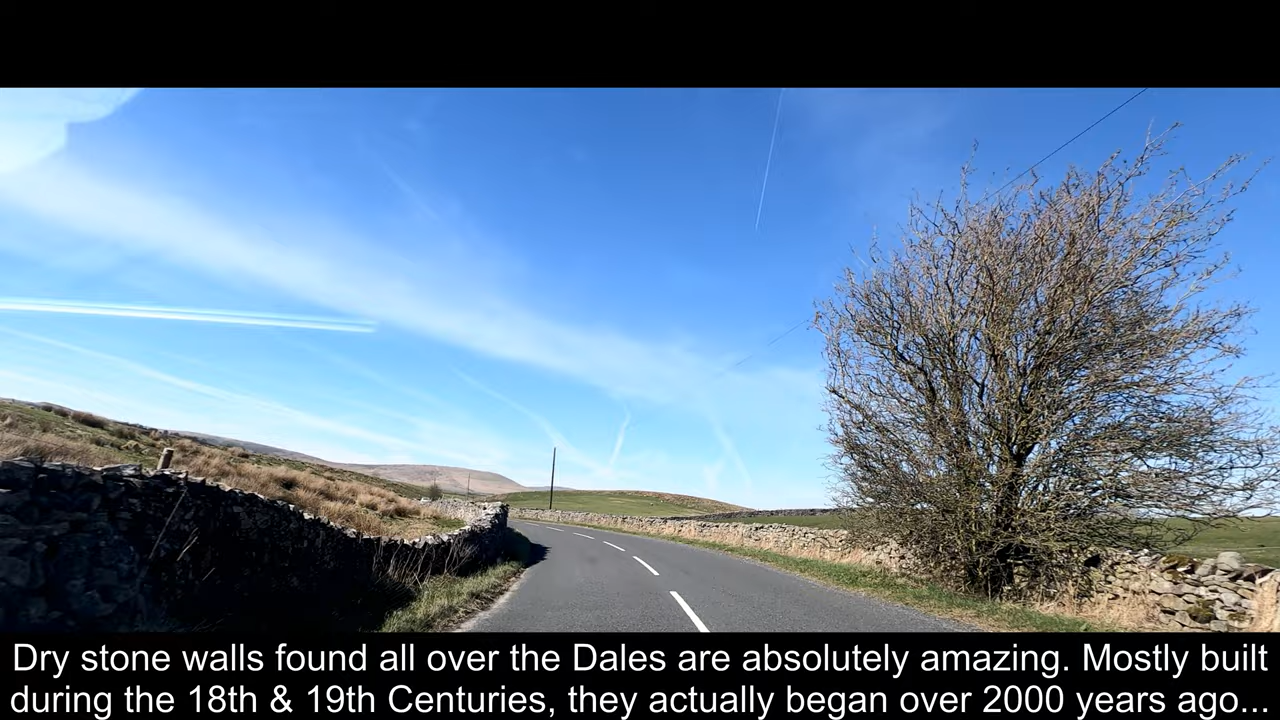 Dry stone walls found all over the Dales are absolutely amazing. Mostly built
during the 18th & 19th Centuries, they actually began over 2000 years ago...